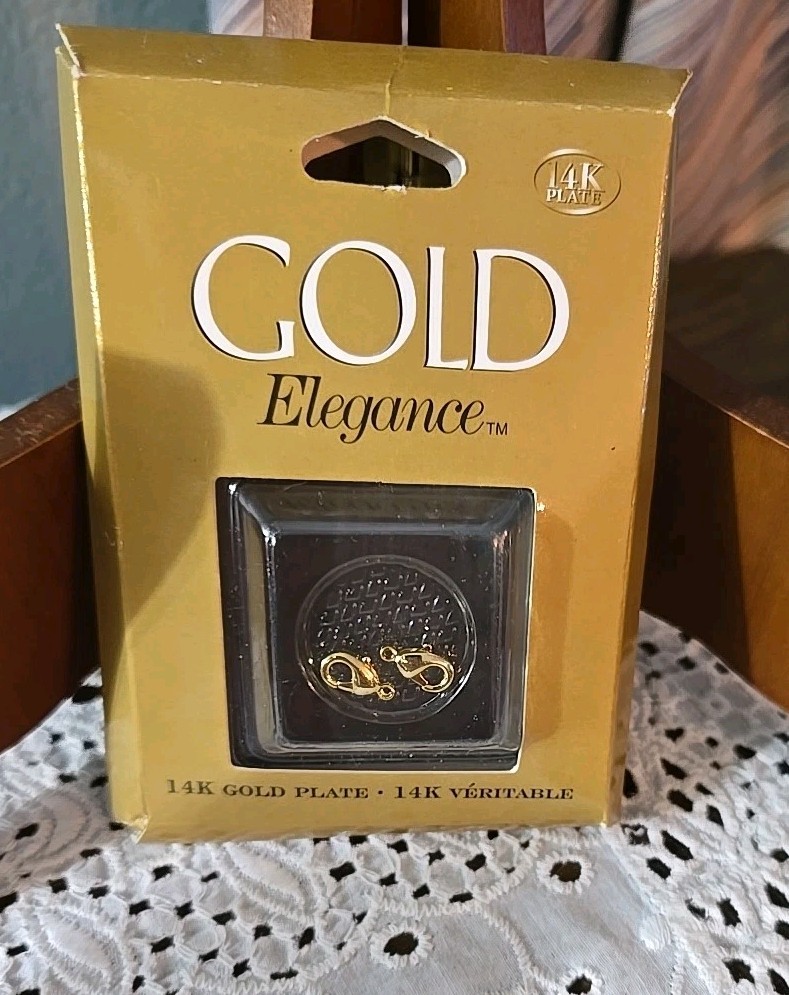 14K
PLATE
GOLD
Elegance™
14K GOLD PLATE • 14K VÉRITABLE